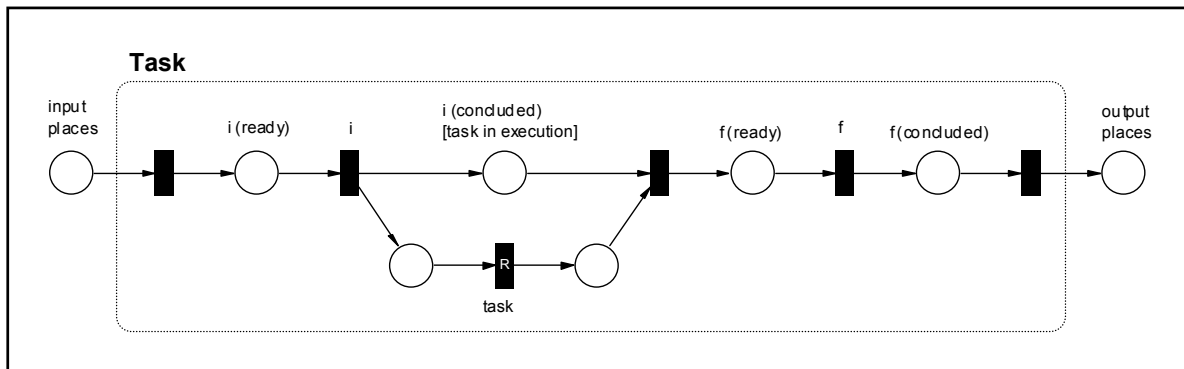 Task
input
places
i (ready)
i
i (concluded)
[task in execution]
f (ready)
f
f (concluded)
output
places
R
task